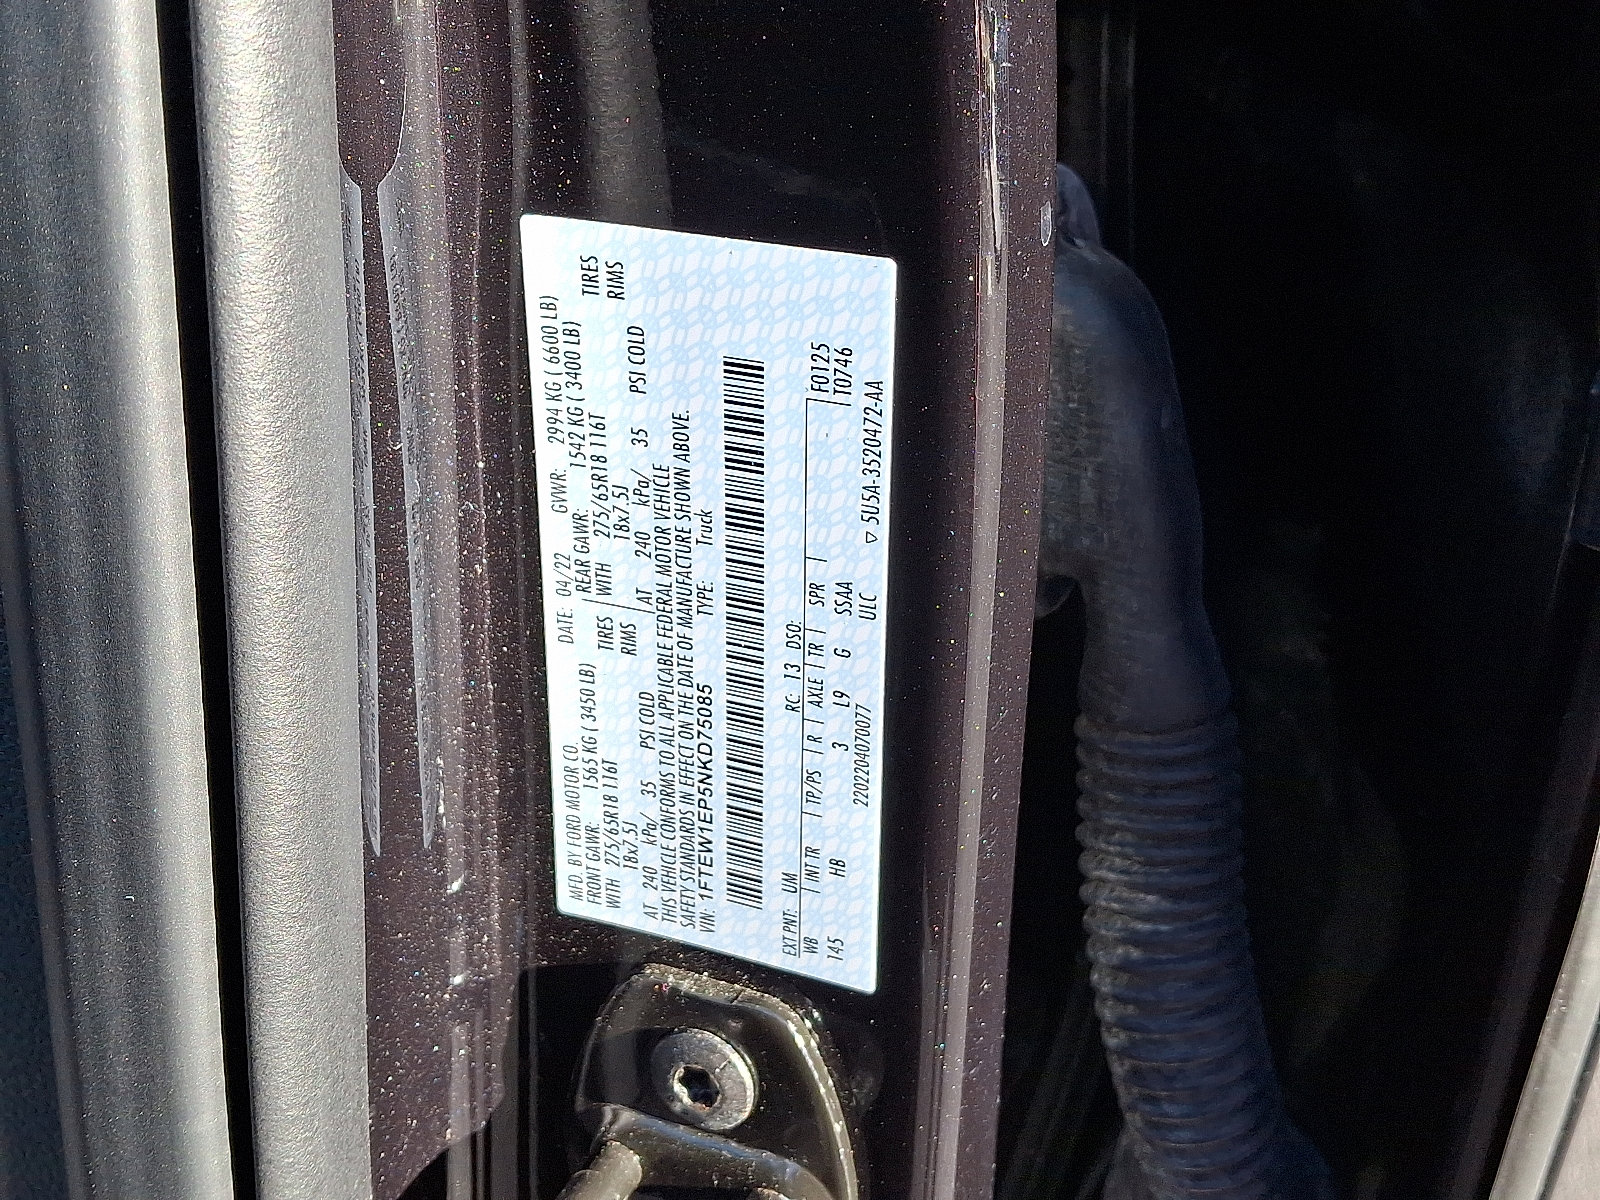 MFD. BY FORD MOTOR CO. DATE: 04/22 GVWR: 2994 KG ( 6600 LB)
FRONT GAWR: 1565 KG ( 3450 LB) REAR GAWR: 1542 KG ( 3400 LB)
WITH 275/65R18 116T TIRES WITH 275/65R18 116T TIRES
18x7.5J RIMS 18x7.5J RIMS
AT 240 kPa/ 35 PSI COLD AT 240 kPa/ 35 PSI COLD
THIS VEHICLE CONFORMS TO ALL APPLICABLE FEDERAL MOTOR VEHICLE
SAFETY STANDARDS IN EFFECT ON THE DATE OF MANUFACTURE SHOWN ABOVE.
VIN: 1FTEW1EP5NKD75085 TYPE: Truck
EXT PNT: UM RC: 13 DSO: F0125
WB INT TR TP/PS R AXLE TR SPR T0746
145 HB 3 L9 G SSAA
2202204070077 ULC ▽ 5U5A-3520472-AA